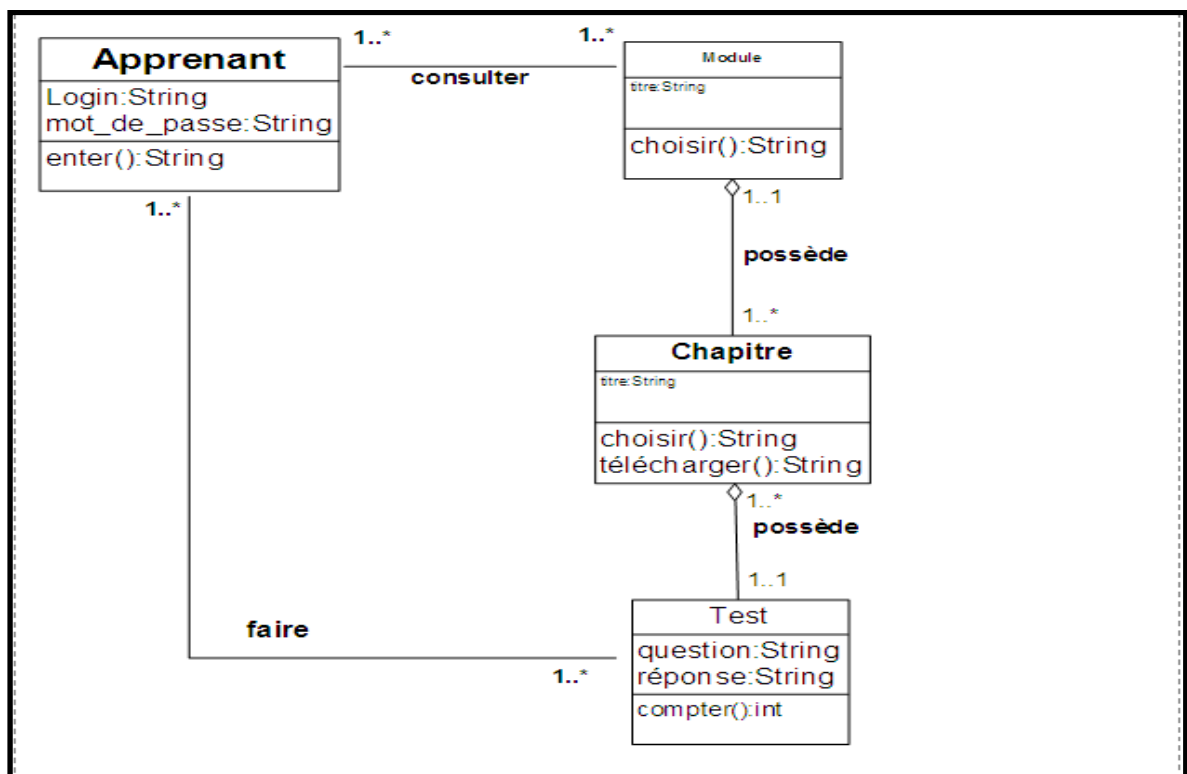 Apprenant
Login:String
mot_de_passe:String
enter():String
1..*
1..*
consulter
Module
titre:String
choisir():String
1..1
possède
1..*
Chapitre
titre:String
choisir():String
télécharger():String
1..*
possède
1..1
Test
question:String
réponse:String
compter():int
1..*
faire
1..*